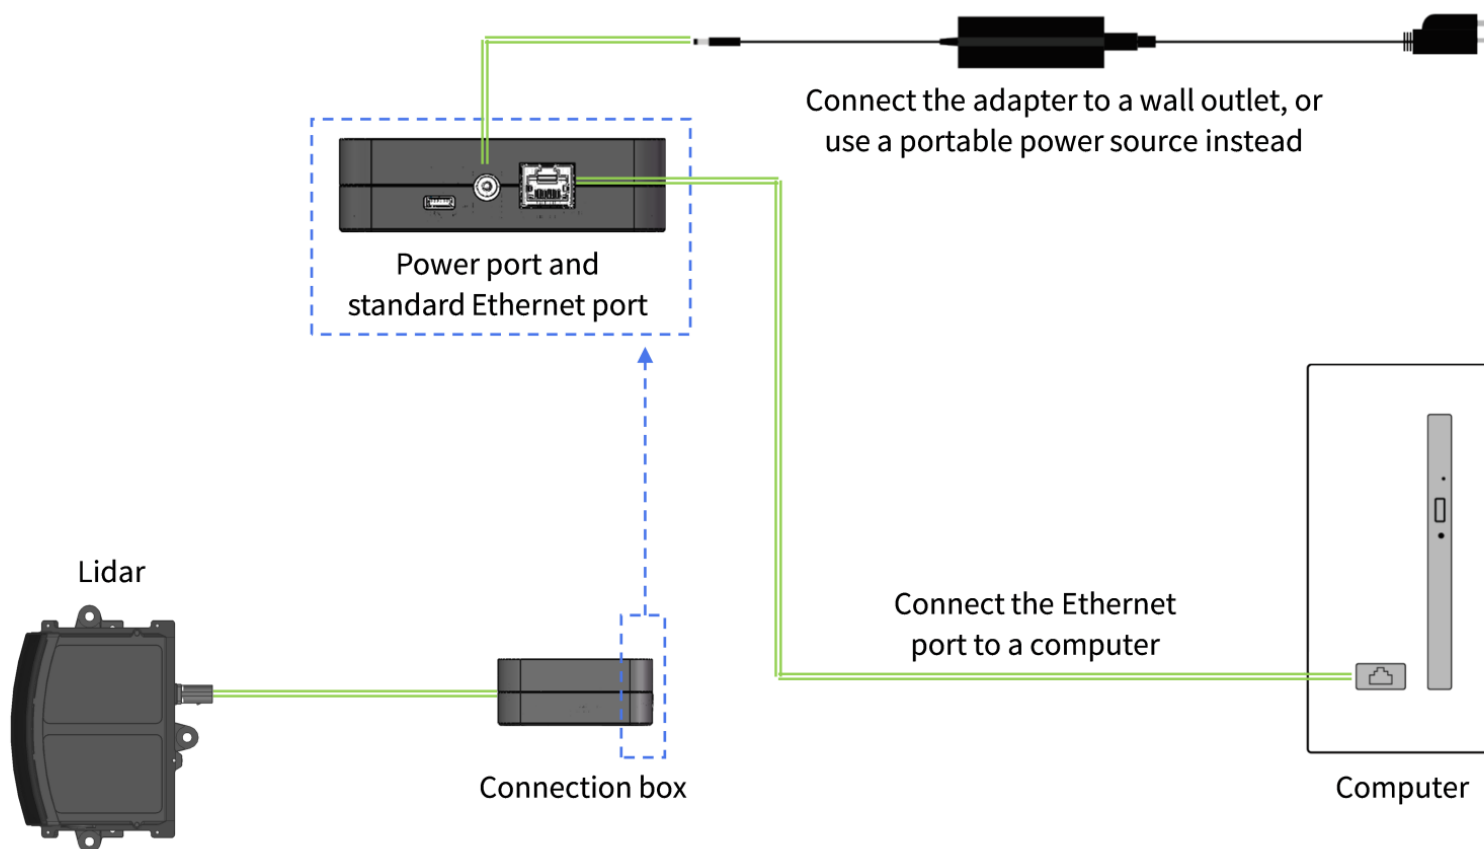 Connect the adapter to a wall outlet, or
use a portable power source instead
Power port and
standard Ethernet port
Lidar
Connect the Ethernet
port to a computer
Connection box
Computer